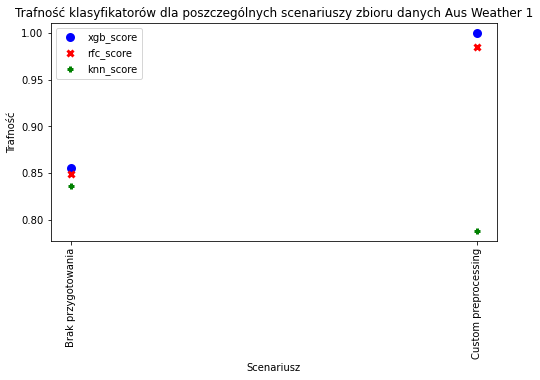 Trafność klasyfikatorów dla poszczególnych scenariuszy zbioru danych Aus Weather 1
xgb_score
rfc_score
knn_score
1.00
0.95
0.90
0.85
0.80
Trafność
Brak przygotowania
Custom preprocessing
Scenariusz